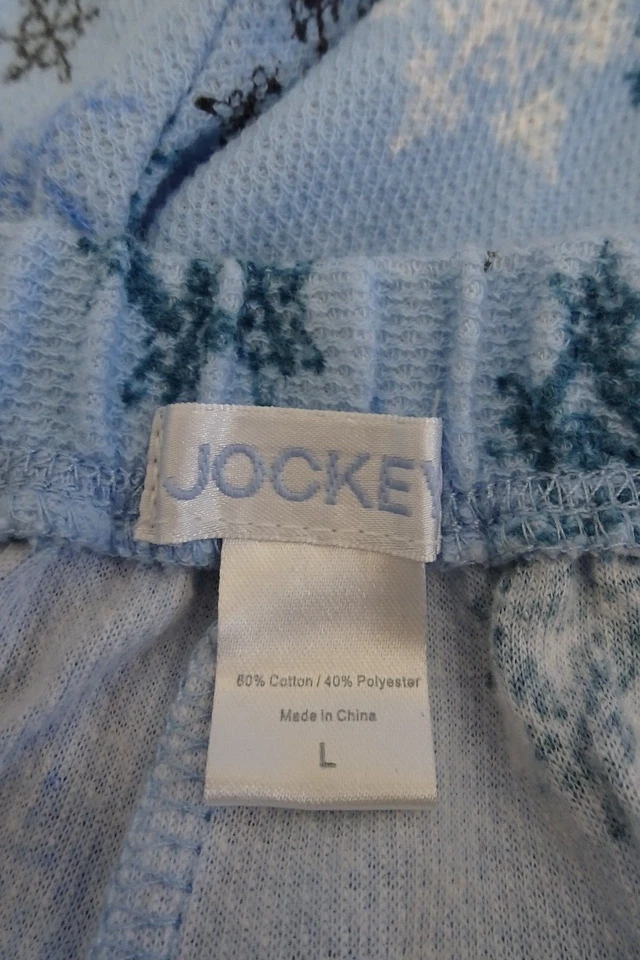 JOCKEY
60% Cotton / 40% Polyester
Made in China
L